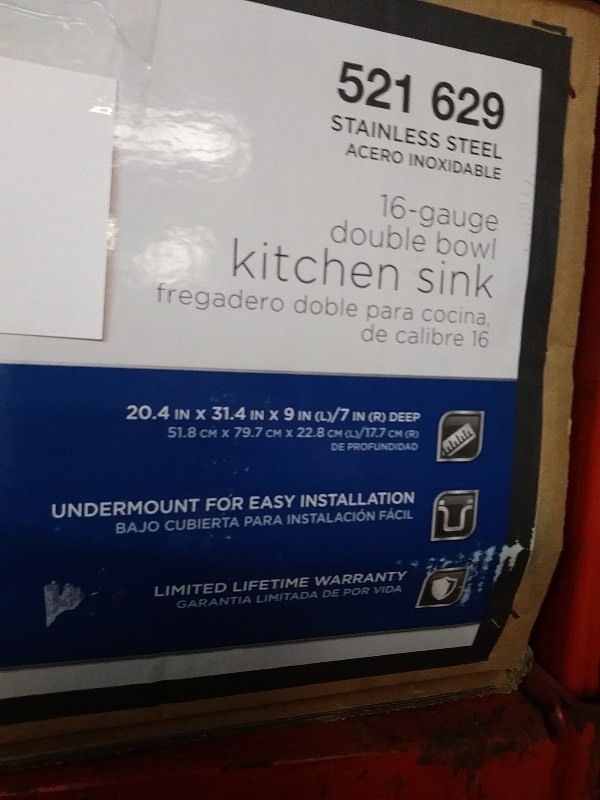 521 629
STAINLESS STEEL
ACERO INOXIDABLE
16-gauge
double bowl
kitchen sink
fregadero doble para cocina,
de calibre 16
20.4 IN X 31.4 IN X 9 IN (L)/7 IN (R) DEEP
51.8 CM X 79.7 CM X 22.8 CM (L)/17.7 CM (R)
DE PROFUNDIDAD
UNDERMOUNT FOR EASY INSTALLATION
BAJO CUBIERTA PARA INSTALACIÓN FÁCIL
LIMITED LIFETIME WARRANTY
GARANTIA LIMITADA DE POR VIDA